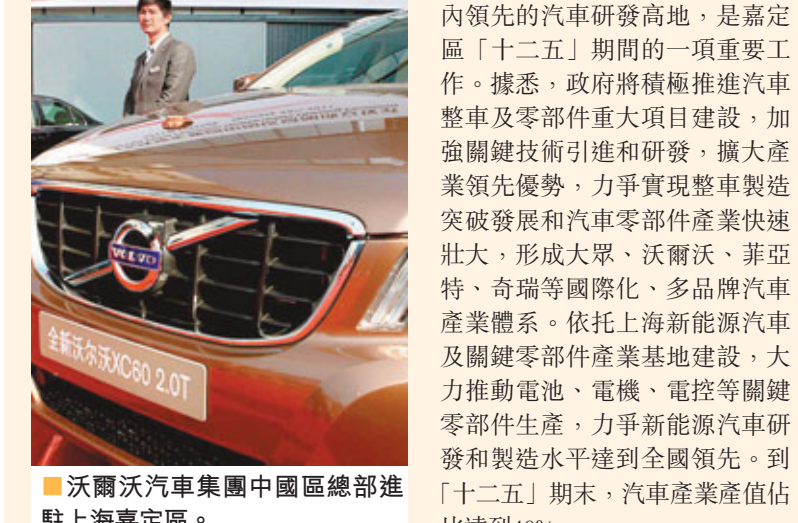 VOLVO
全新沃尔沃XC60 2.0T
■沃爾沃汽車集團中國區總部進
駐上海嘉定區。
內領先的汽車研發高地，是嘉定
區「十二五」期間的一項重要工
作。據悉，政府將積極推進汽車
整車及零部件重大項目建設，加
強關鍵技術引進和研發，擴大產
業領先優勢，力爭實現整車製造
突破發展和汽車零部件產業快速
壯大，形成大眾、沃爾沃、菲亞
特、奇瑞等國際化、多品牌汽車
產業體系。依托上海新能源汽車
及關鍵零部件產業基地建設，大
力推動電池、電機、電控等關鍵
零部件生產，力爭新能源汽車研
發和製造水平達到全國領先。到
「十二五」期末，汽車產業產值佔
比達到40%